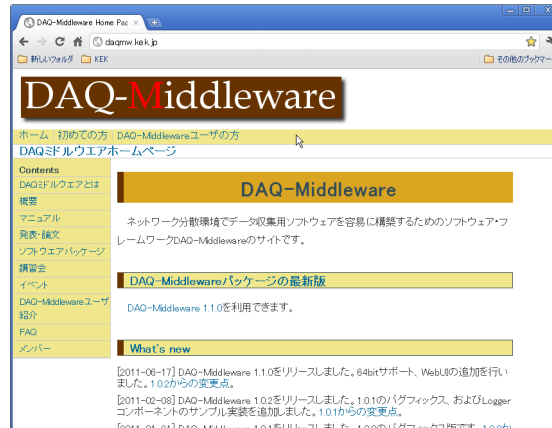 DAQ-Middleware Home Pac
daqmw.kek.jp
新しいフォルダ KEK その他のブックマー
DAQ-Middleware
ホーム 初めての方 DAQ-Middlewareユーザの方
DAQミドルウエアホームページ
Contents
DAQミドルウエアとは
概要
マニュアル
発表・論文
ソフトウエアパッケージ
講習会
イベント
DAQ-Middlewareユーザ
紹介
FAQ
メンバー
DAQ-Middleware
ネットワーク分散環境でデータ収集用ソフトウェアを容易に構築するためのソフトウェア・フ
レームワークDAQ-Middlewareのサイトです。
DAQ-Middlewareパッケージの最新版
DAQ-Middleware 1.1.0を利用できます。
What's new
[2011-06-17] DAQ-Middleware 1.1.0をリリースしました。64bitサポート、WebUIの追加を行い
ました。1.0.2からの変更点。
[2011-02-08] DAQ-Middleware 1.0.2をリリースしました。1.0.1のバグフィックス、およびLogger
コンポーネントのサンプル実装を追加しました。1.0.1からの変更点。